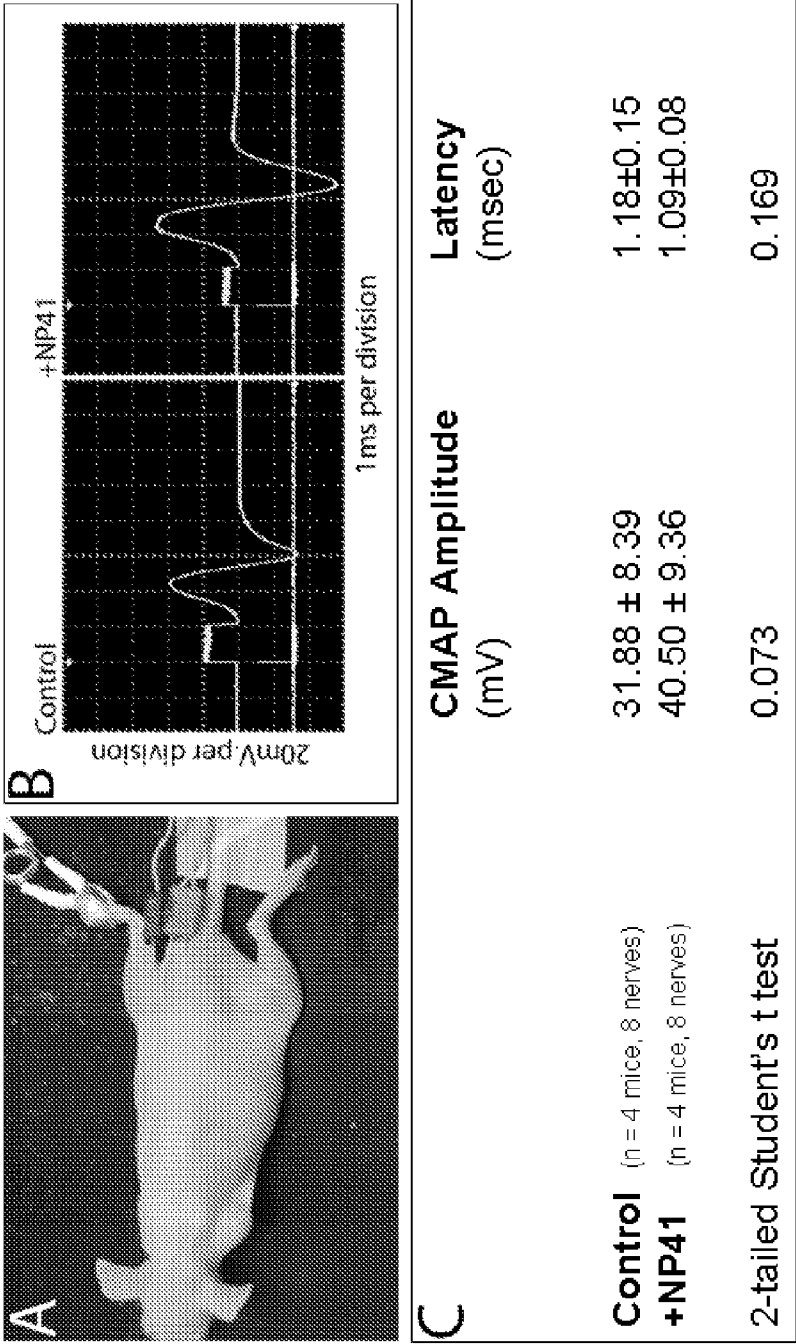 A
B
Control
+NP41
20mV.per division
1ms per division
C
CMAP Amplitude Latency
(mV) (msec)
Control (n = 4 mice, 8 nerves) 31.88 ± 8.39 1.18±0.15
+NP41 (n = 4 mice, 8 nerves) 40.50 ± 9.36 1.09±0.08
2-tailed Student's t test 0.073 0.169